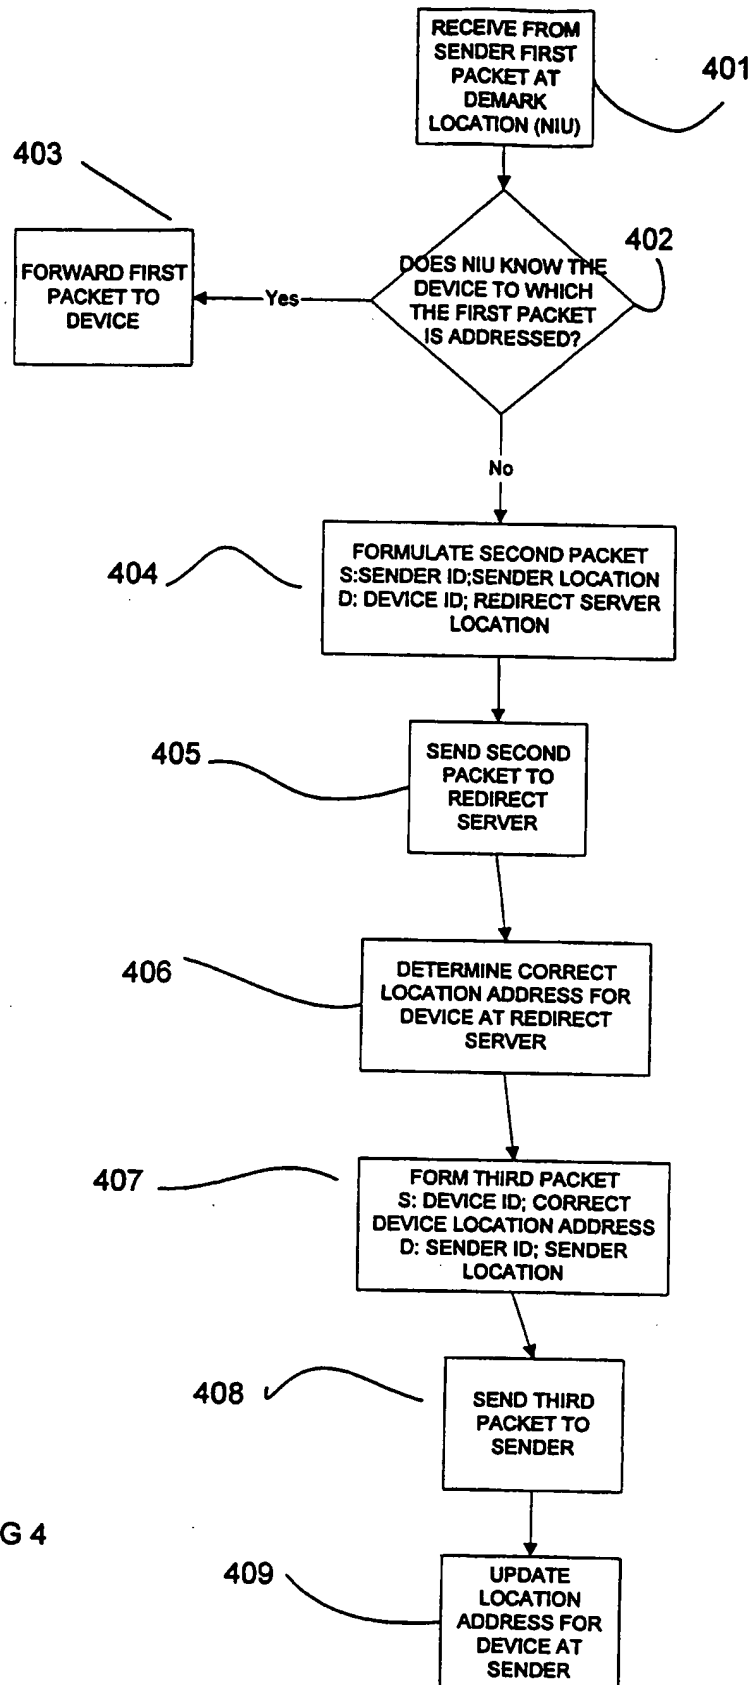 RECEIVE FROM
SENDER FIRST
PACKET AT
DEMARK
LOCATION (NIU)
401
403
402
DOES NIU KNOW THE
DEVICE TO WHICH
THE FIRST PACKET
IS ADDRESSED?
Yes
FORWARD FIRST
PACKET TO
DEVICE
No
404
FORMULATE SECOND PACKET
S:SENDER ID;SENDER LOCATION
D: DEVICE ID; REDIRECT SERVER
LOCATION
405
SEND SECOND
PACKET TO
REDIRECT
SERVER
406
DETERMINE CORRECT
LOCATION ADDRESS FOR
DEVICE AT REDIRECT
SERVER
407
FORM THIRD PACKET
S: DEVICE ID; CORRECT
DEVICE LOCATION ADDRESS
D: SENDER ID; SENDER
LOCATION
408
SEND THIRD
PACKET TO
SENDER
G 4
409
UPDATE
LOCATION
ADDRESS FOR
DEVICE AT
SENDER